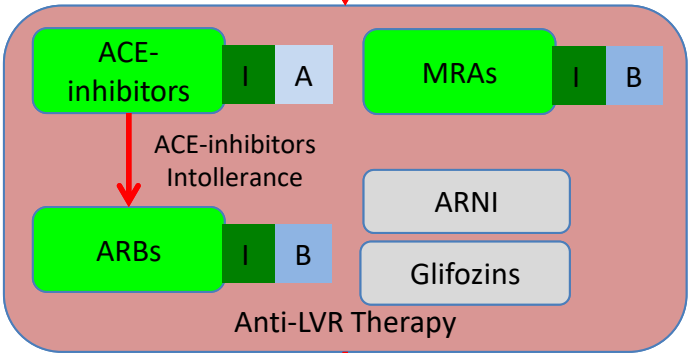 ACE-
inhibitors
I
A
MRAs
I
B
ACE-inhibitors
Intollerance
ARNI
ARBs
I
B
Glifozins
Anti-LVR Therapy